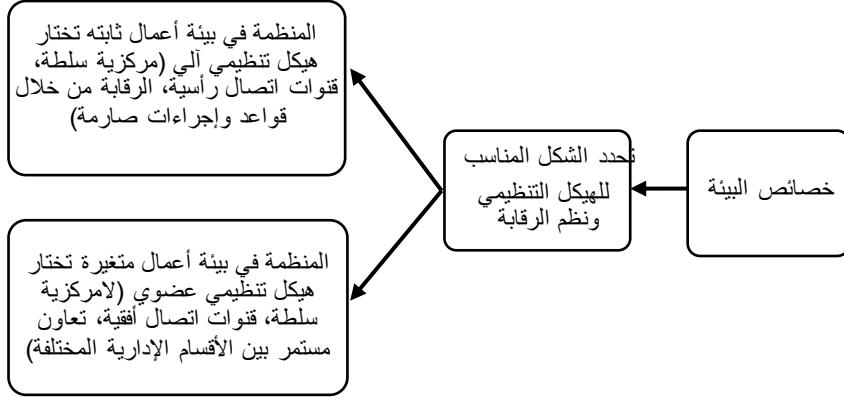 خصائص البيئة
تحدد الشكل المناسب
للهيكل التنظيمي
ونظم الرقابة
المنظمة في بيئة أعمال ثابته تختار
هيكل تنظيمي آلي (مركزية سلطة،
قنوات اتصال رأسية، الرقابة من خلال
قواعد وإجراءات صارمة)
المنظمة في بيئة أعمال متغيرة تختار
هيكل تنظيمي عضوي (لامركزية
سلطة، قنوات اتصال أفقية، تعاون
مستمر بين الأقسام الإدارية المختلفة)